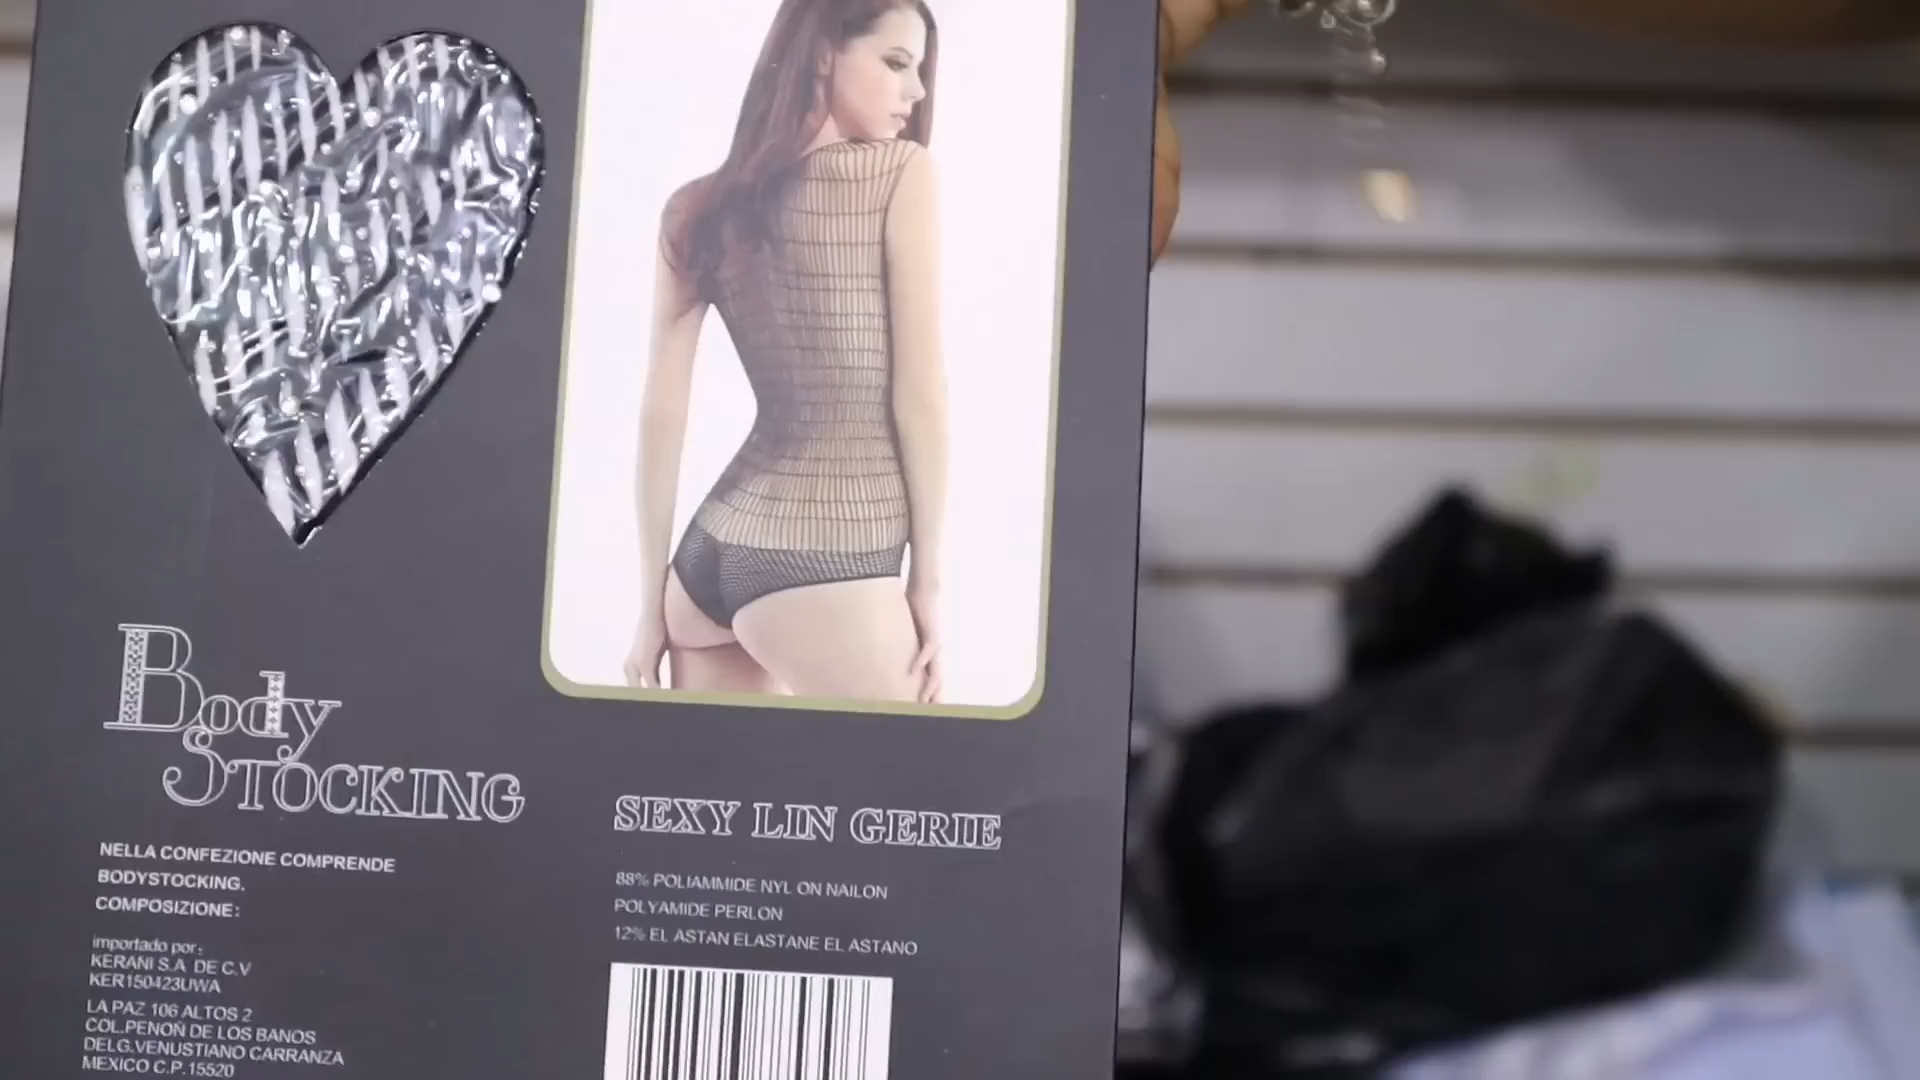 Body
STOCKING
NELLA CONFEZIONE COMPRENDE
BODYSTOCKING.
COMPOSIZIONE:
importado por:
KERANI S.A DE C.V
KER150423UWA
LA PAZ 106 ALTOS 2
COL.PENOÑ DE LOS BANOS
DELG.VENUSTIANO CARRANZA
MEXICO C.P.15520
SEXY LIN GERIE
88% POLIAMMIDE NYL ON NAILON
POLYAMIDE PERLON
12% EL ASTAN ELASTANE EL ASTANO